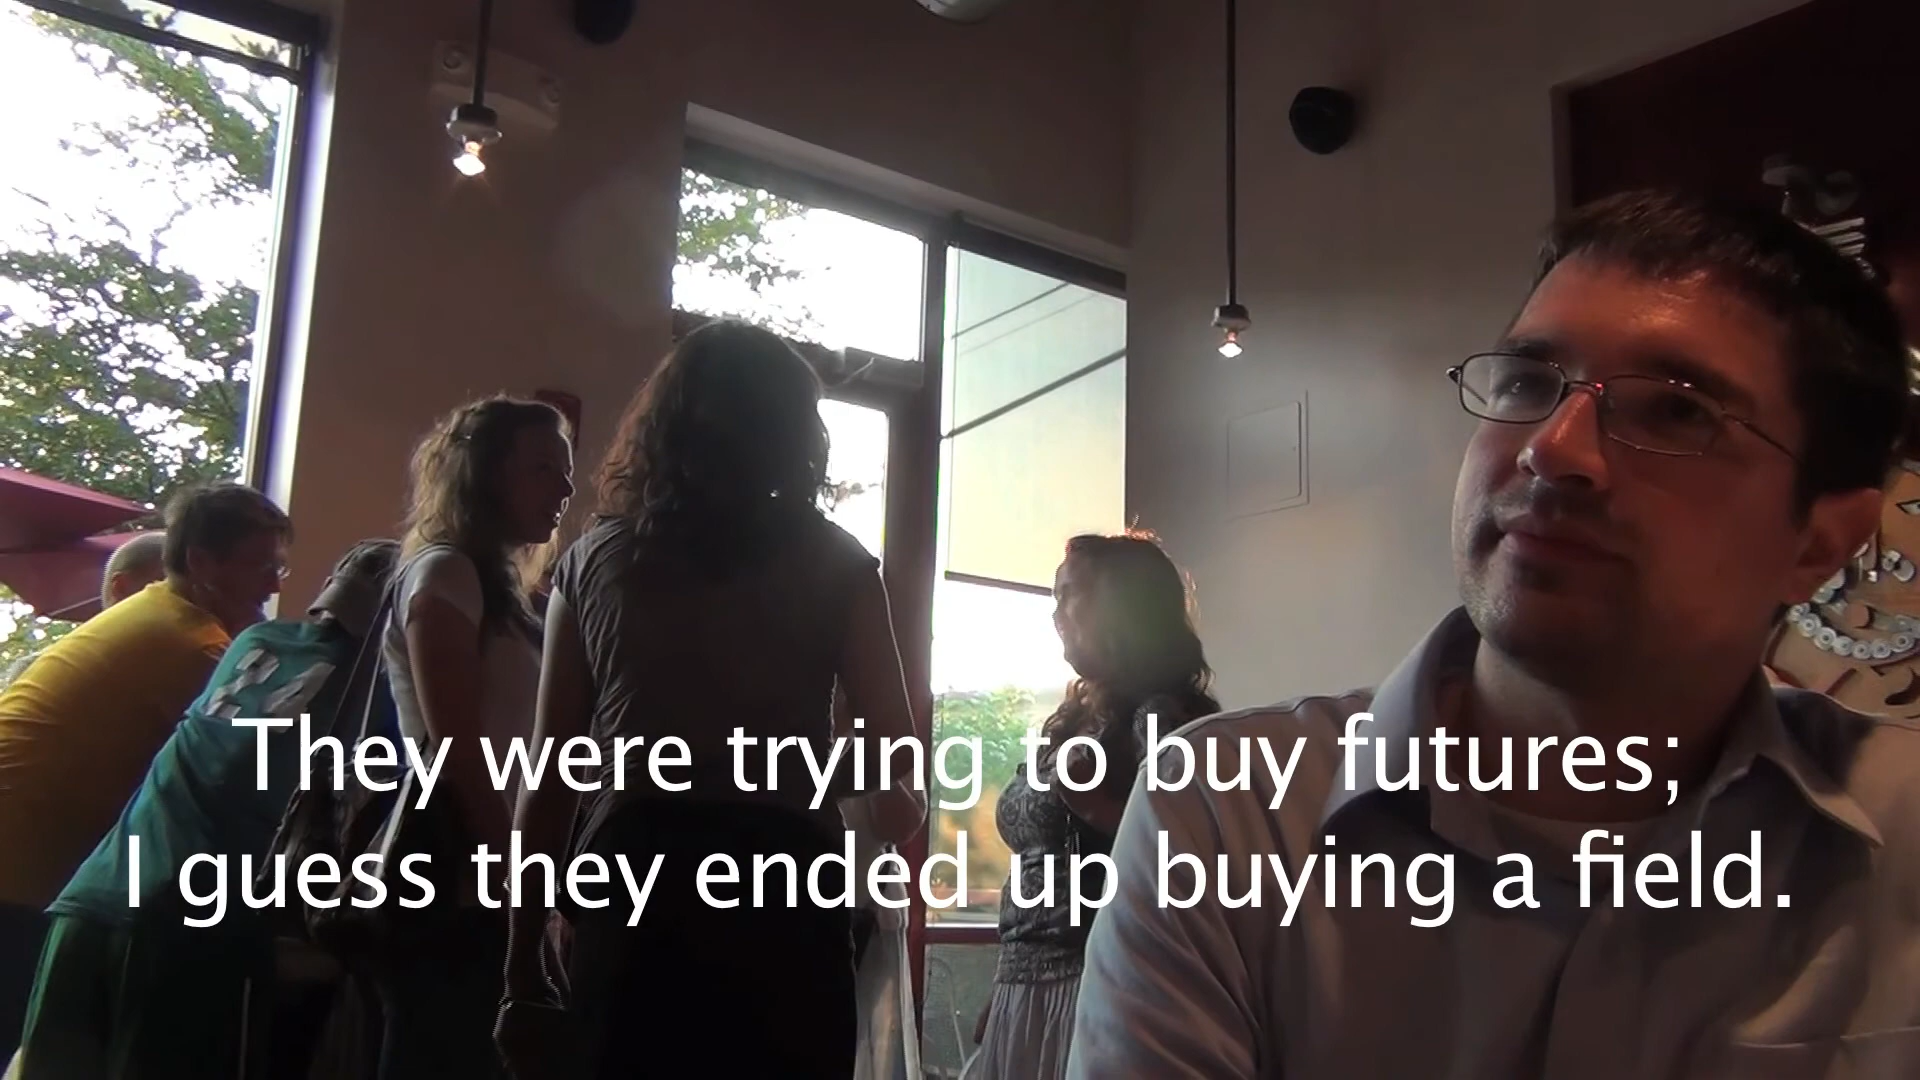 They were trying to buy futures;
I guess they ended up buying a field.